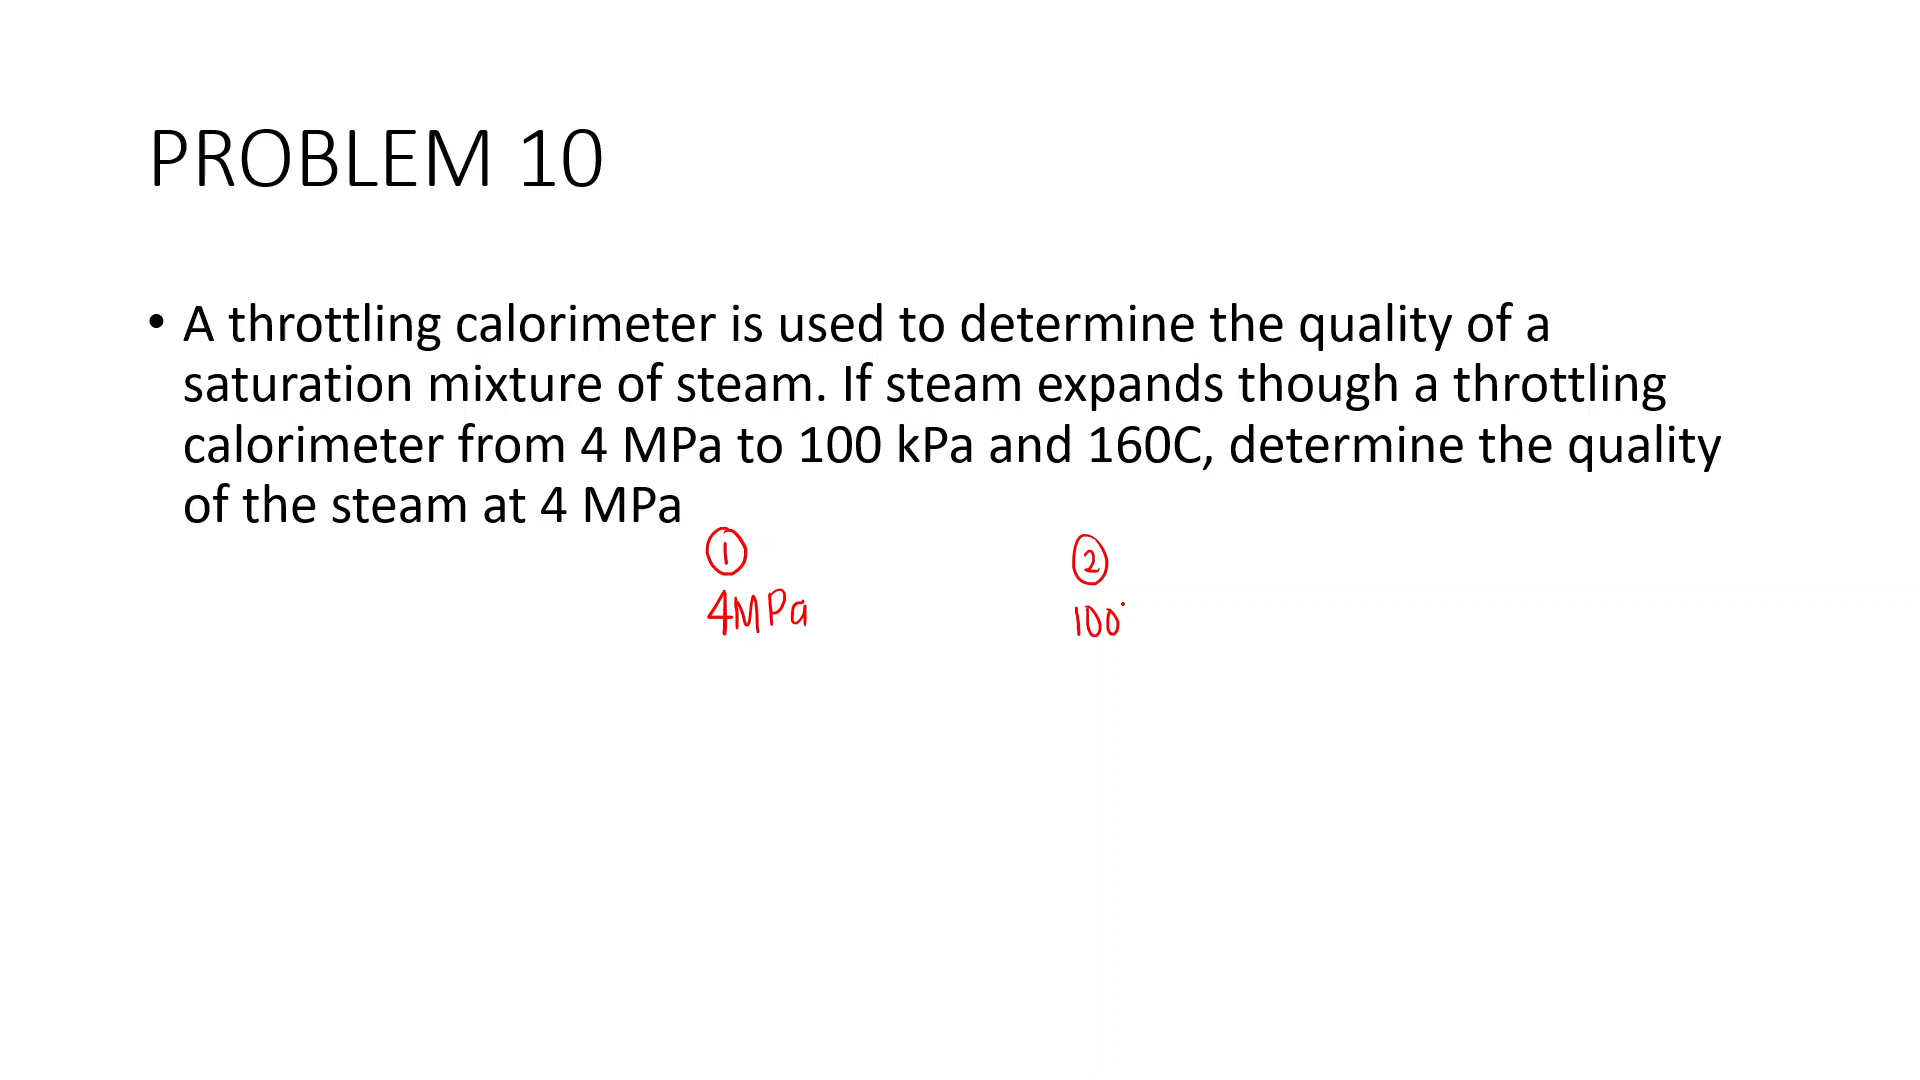 PROBLEM 10
• A throttling calorimeter is used to determine the quality of a
saturation mixture of steam. If steam expands though a throttling
calorimeter from 4 MPa to 100 kPa and 160C, determine the quality
of the steam at 4 MPa
1 2
4MPa 100